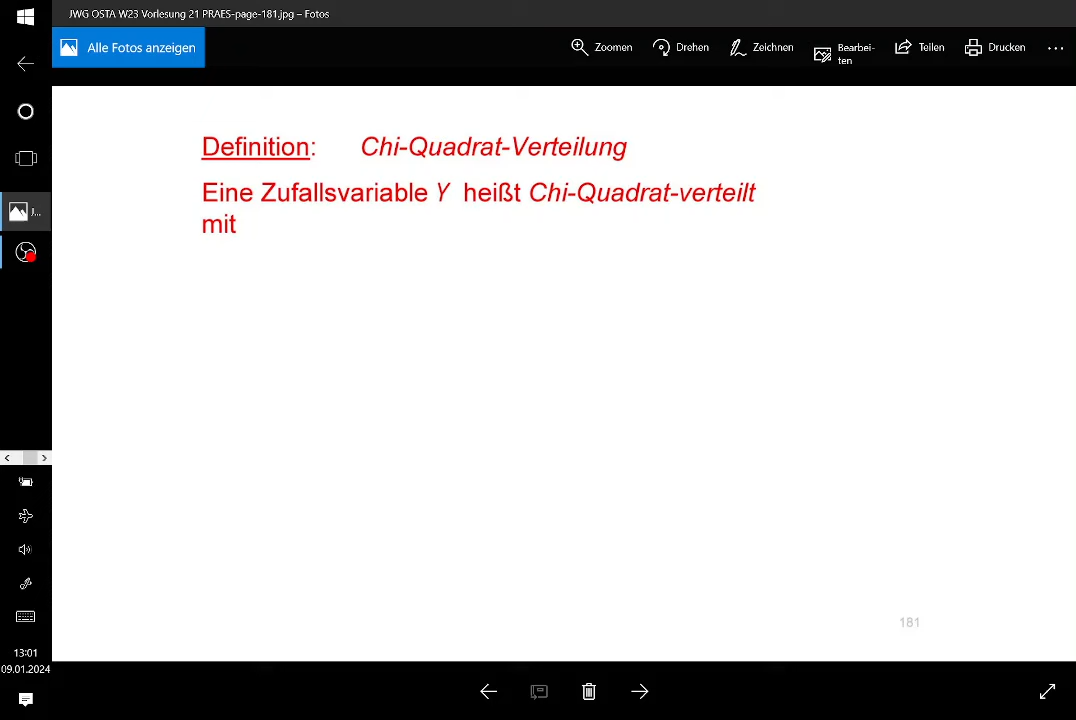 JWG OSTA W23 Vorlesung 21 PRAES-page-181.jpg – Fotos
Alle Fotos anzeigen
Zoomen
Drehen
Zeichnen
Bearbei-
ten
Teilen
Drucken
Definition: Chi-Quadrat-Verteilung
Eine Zufallsvariable Y heißt Chi-Quadrat-verteilt
mit
J...
181
13:01
09.01.2024